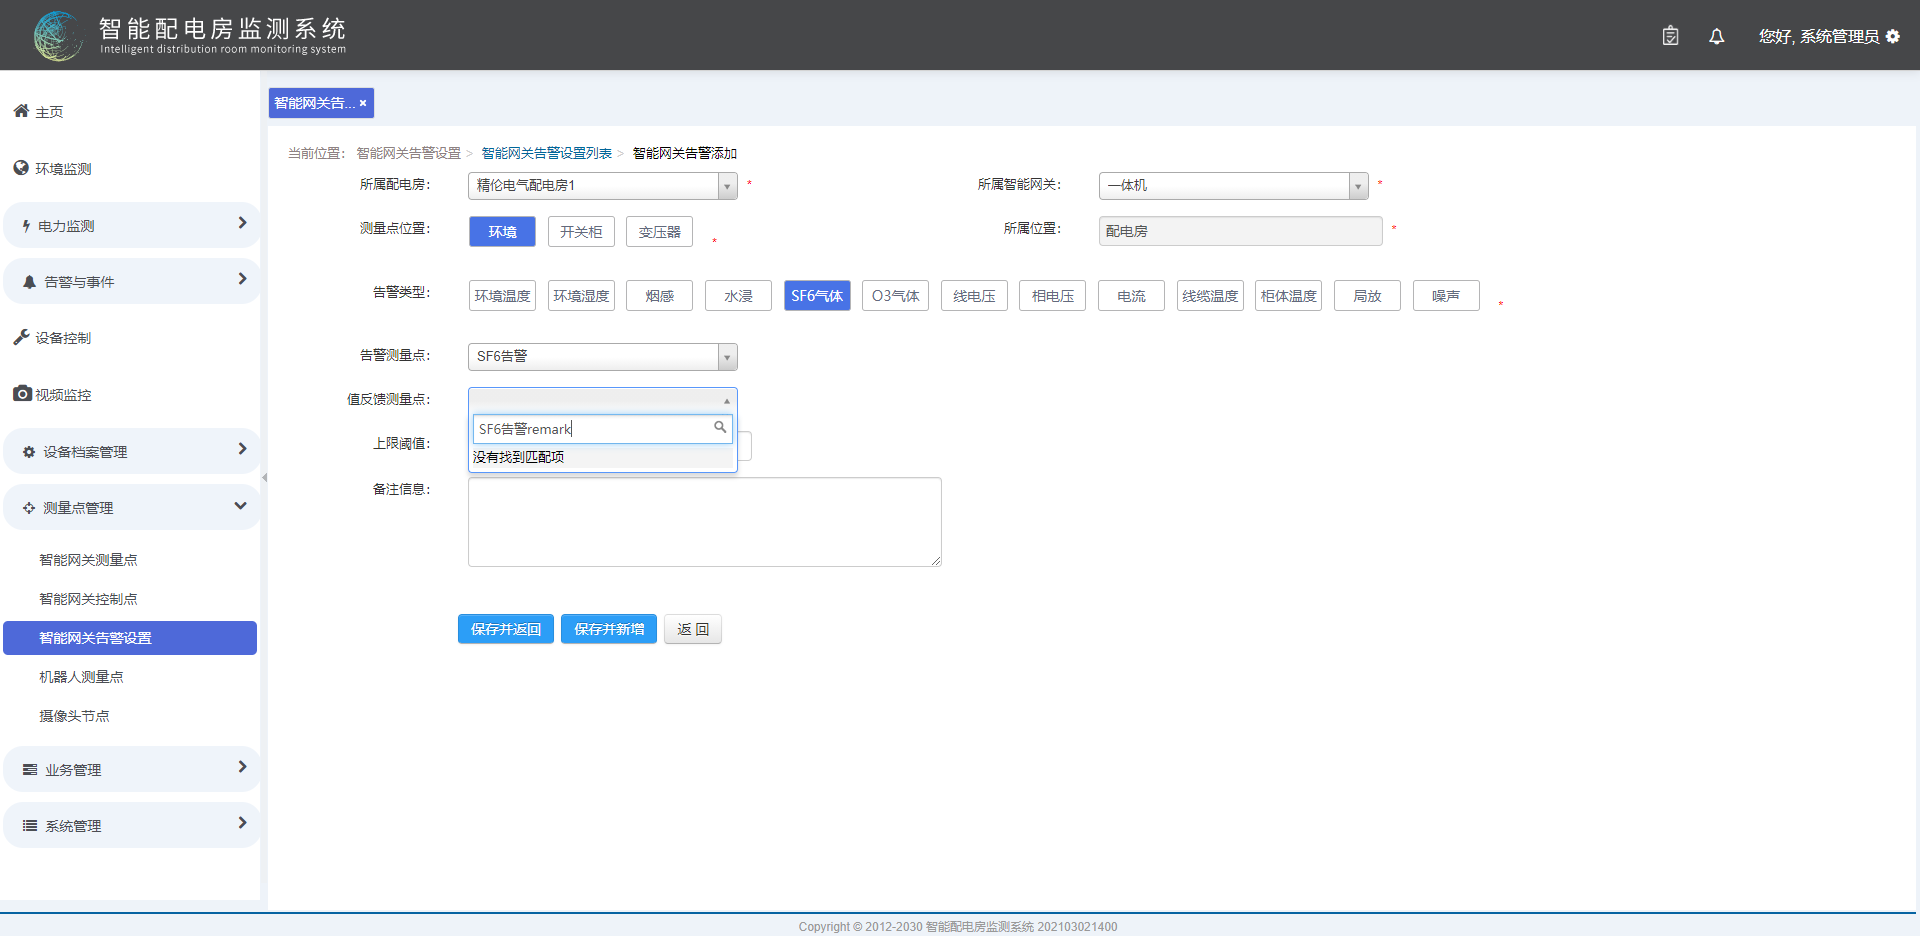 智能配电房监测系统
Intelligent distribution room monitoring system
您好, 系统管理员
主页
环境监测
电力监测
告警与事件
设备控制
视频监控
设备档案管理
测量点管理
智能网关测量点
智能网关控制点
智能网关告警设置
机器人测量点
摄像头节点
业务管理
系统管理
智能网关告... ×
当前位置: 智能网关告警设置 > 智能网关告警设置列表 > 智能网关告警添加
所属配电房: 精伦电气配电房1 * 所属智能网关: 一体机 *
测量点位置: 环境 开关柜 变压器 * 所属位置: 配电房 *
告警类型: 环境温度 环境湿度 烟感 水浸 SF6气体 O3气体 线电压 相电压 电流 线缆温度 柜体温度 局放 噪声 *
告警测量点: SF6告警
值反馈测量点:
SF6告警remark
上限阈值:
没有找到匹配项
备注信息:
保存并返回 保存并新增 返 回
Copyright © 2012-2030 智能配电房监测系统 202103021400